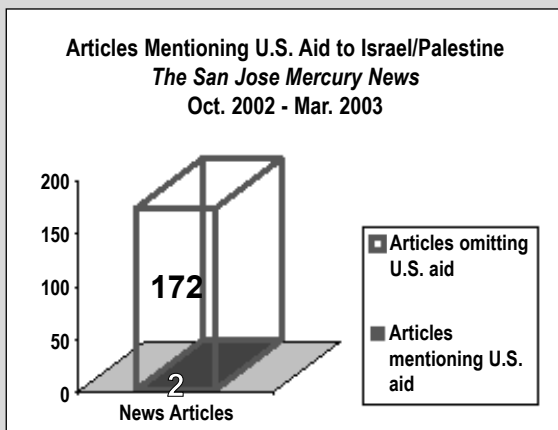 Articles Mentioning U.S. Aid to Israel/Palestine
The San Jose Mercury News
Oct. 2002 - Mar. 2003
200
150
100
50
0
172
2
News Articles
Articles omitting
U.S. aid
Articles
mentioning U.S.
aid